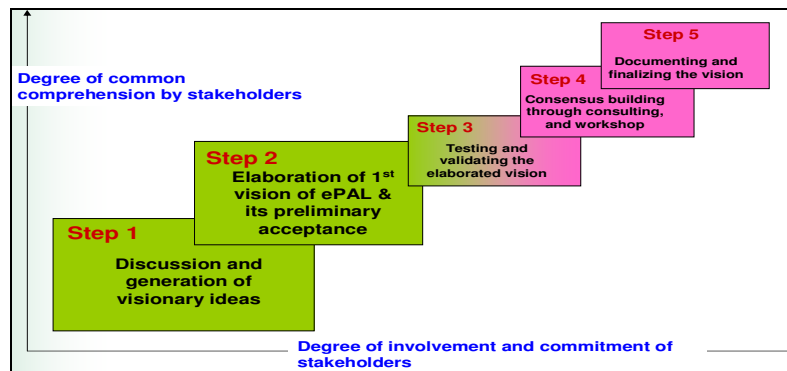 Degree of common
comprehension by stakeholders
Step 5
Documenting and
finalizing the vision
Step 4
Consensus building
through consulting,
and workshop
Step 3
Testing and
validating the
elaborated vision
Step 2
Elaboration of 1st
vision of ePAL &
its preliminary
acceptance
Step 1
Discussion and
generation of
visionary ideas
Degree of involvement and commitment of
stakeholders